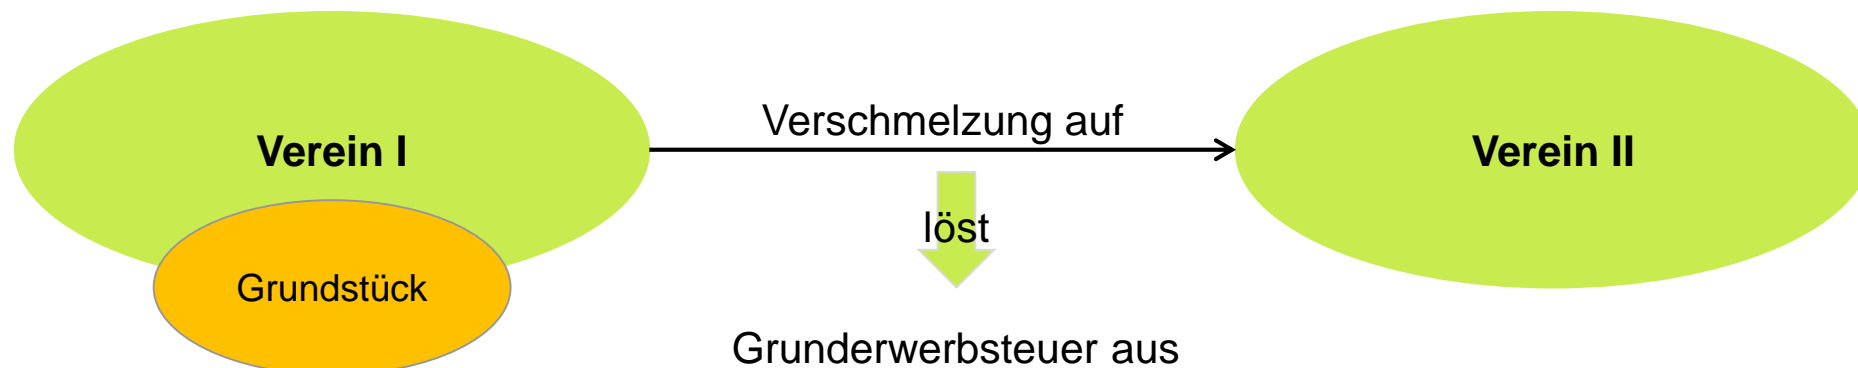 Verschmelzung auf
Verein I
Verein II
löst
Grundstück
Grunderwerbsteuer aus